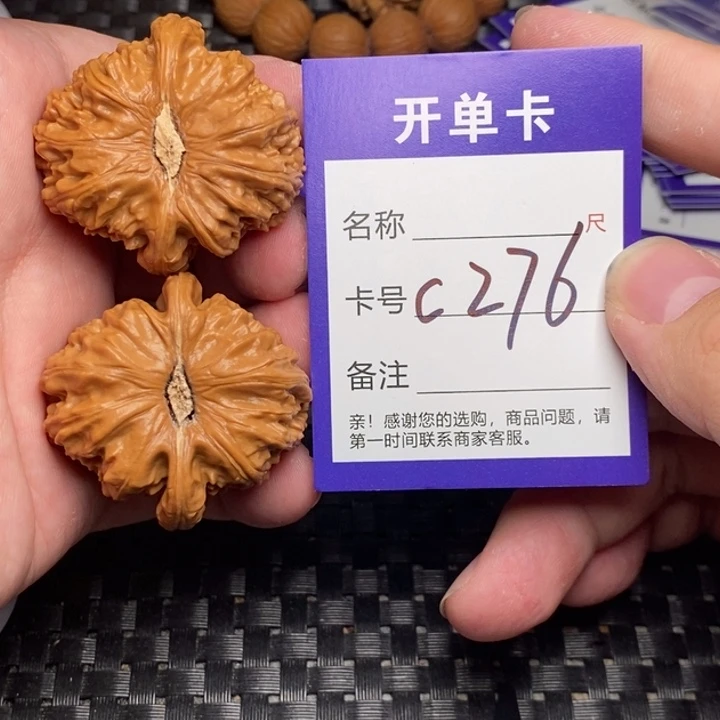 开单卡
名称 尺
卡号 C276
备注
亲！感谢您的选购，商品问题，请
第一时间联系商家客服。